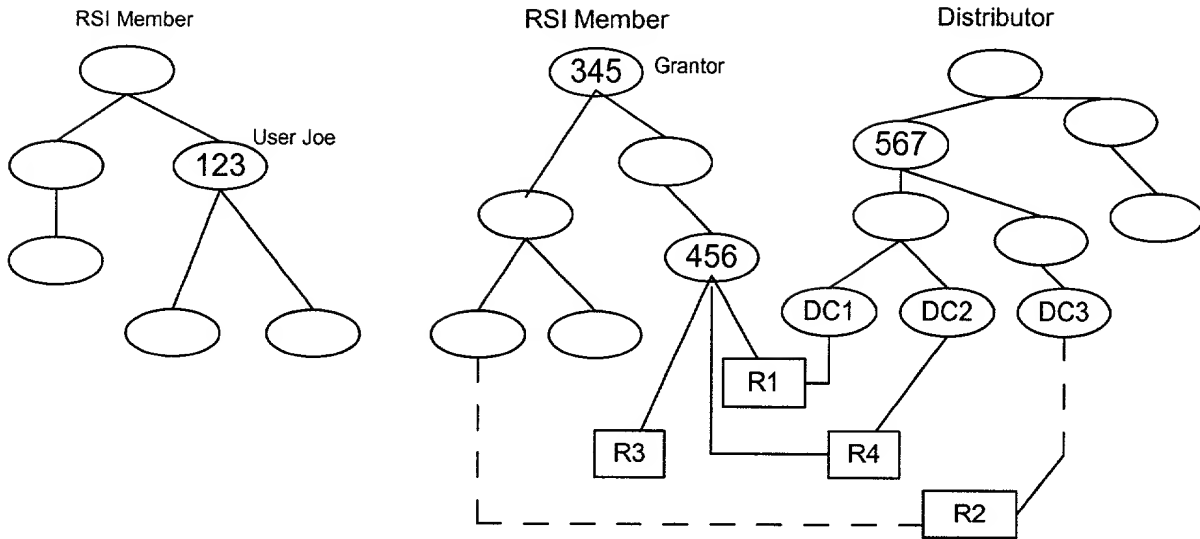 RSI Member
RSI Member
Distributor
345
Grantor
User Joe
123
567
456
DC1
DC2
DC3
R1
R3
R4
R2